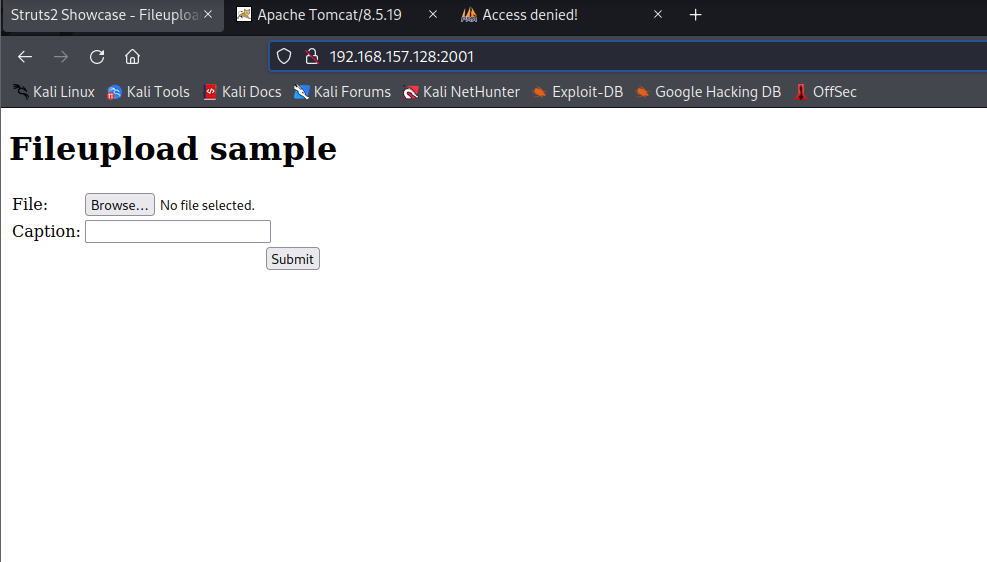 Struts2 Showcase - Fileuploa
Apache Tomcat/8.5.19
Access denied!
192.168.157.128:2001
Kali Linux
Kali Tools
Kali Docs
Kali Forums
Kali NetHunter
Exploit-DB
Google Hacking DB
OffSec
Fileupload sample
File: Browse... No file selected.
Caption:
Submit